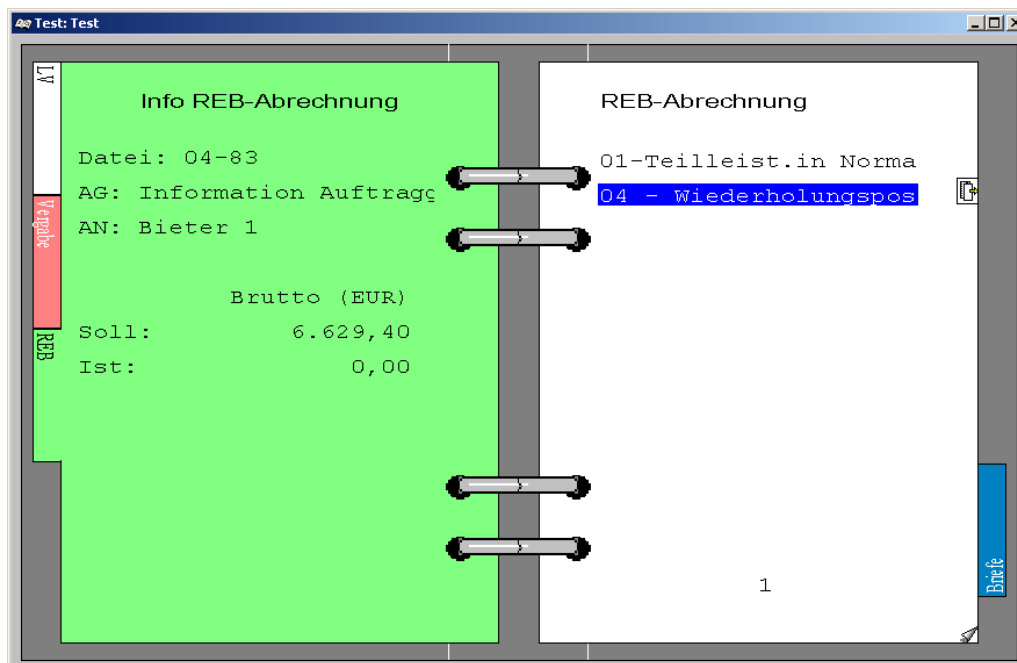 Test: Test
LV
Vergabe
REB
Info REB-Abrechnung
Datei: 04-83
AG: Information Auftragg
AN: Bieter 1
Brutto (EUR)
Soll: 6.629,40
Ist: 0,00
REB-Abrechnung
01-Teilleist.in Norma
04 - Wiederholungspos
1
Briefe